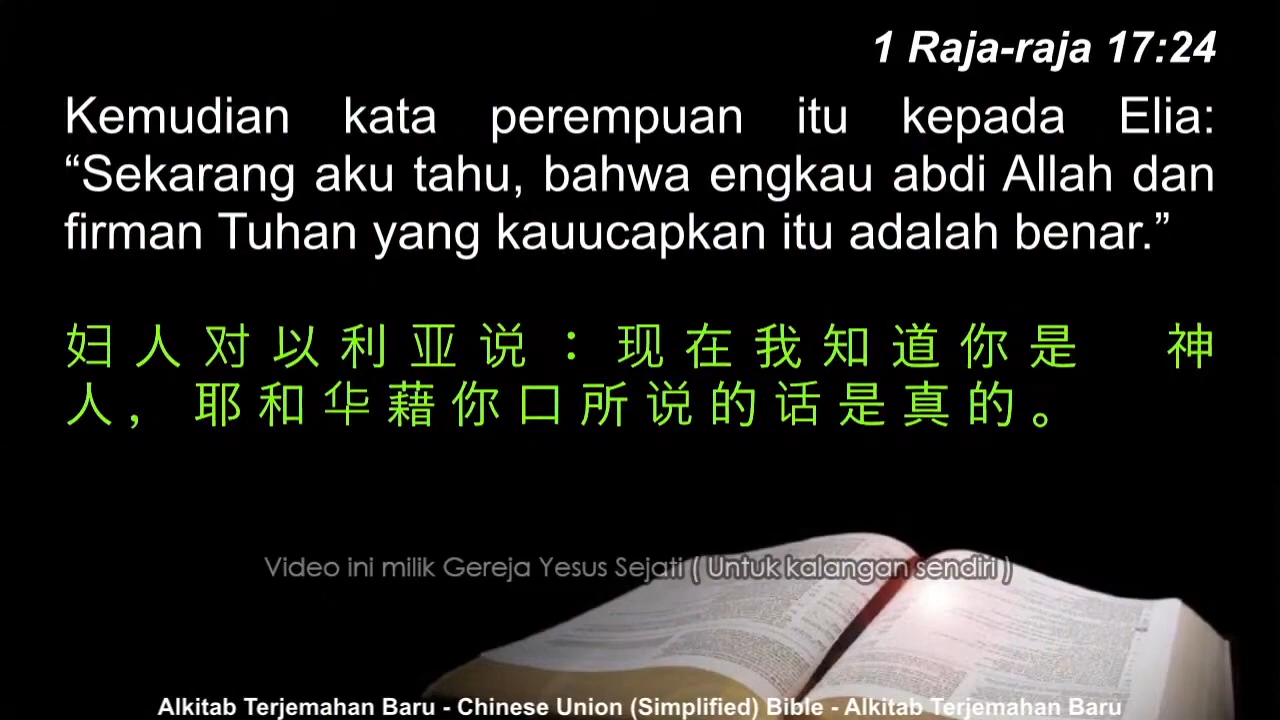 1 Raja-raja 17:24
Kemudian kata perempuan itu kepada Elia:
“Sekarang aku tahu, bahwa engkau abdi Allah dan
firman Tuhan yang kauucapkan itu adalah benar.”
妇人对以利亚说：现在我知道你是　神
人，耶和华藉你口所说的话是真的。
Video ini milik Gereja Yesus Sejati ( Untuk kalangan sendiri )
Alkitab Terjemahan Baru - Chinese Union (Simplified) Bible - Alkitab Terjemahan Baru